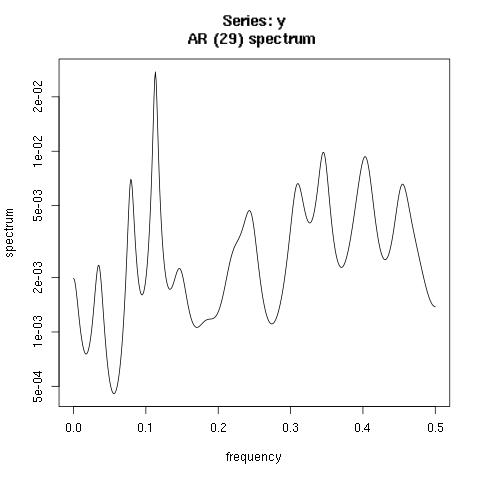 Series: y
AR (29) spectrum
2e-02
1e-02
5e-03
2e-03
1e-03
5e-04
spectrum
0.0 0.1 0.2 0.3 0.4 0.5
frequency